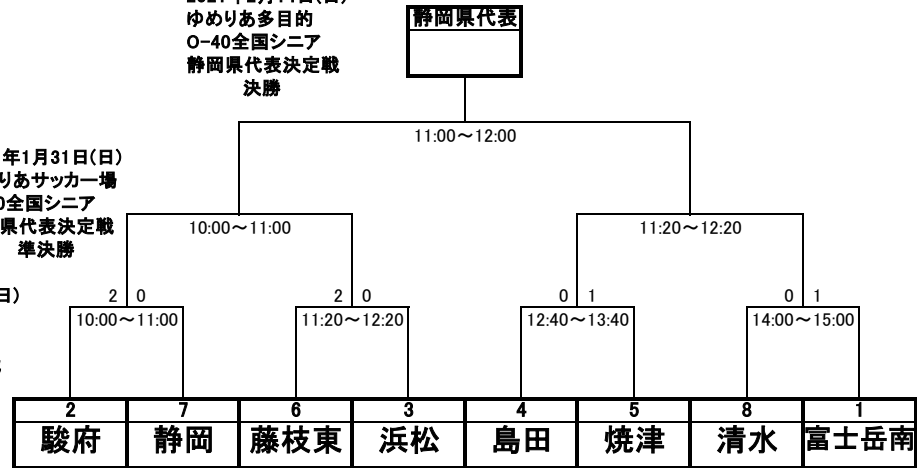 ゆめりあ多目的
O-40全国シニア
静岡県代表決定戦
決勝
静岡県代表
11:00～12:00
年1月31日(日)
りあサッカー場
0全国シニア
県代表決定戦
準決勝
10:00～11:00
11:20～12:20
日)
2 0
2 0
0 1
0 1
10:00～11:00
11:20～12:20
12:40～13:40
14:00～15:00
2
7
6
3
4
5
8
1
駿府
静岡
藤枝東
浜松
島田
焼津
清水
富士岳南